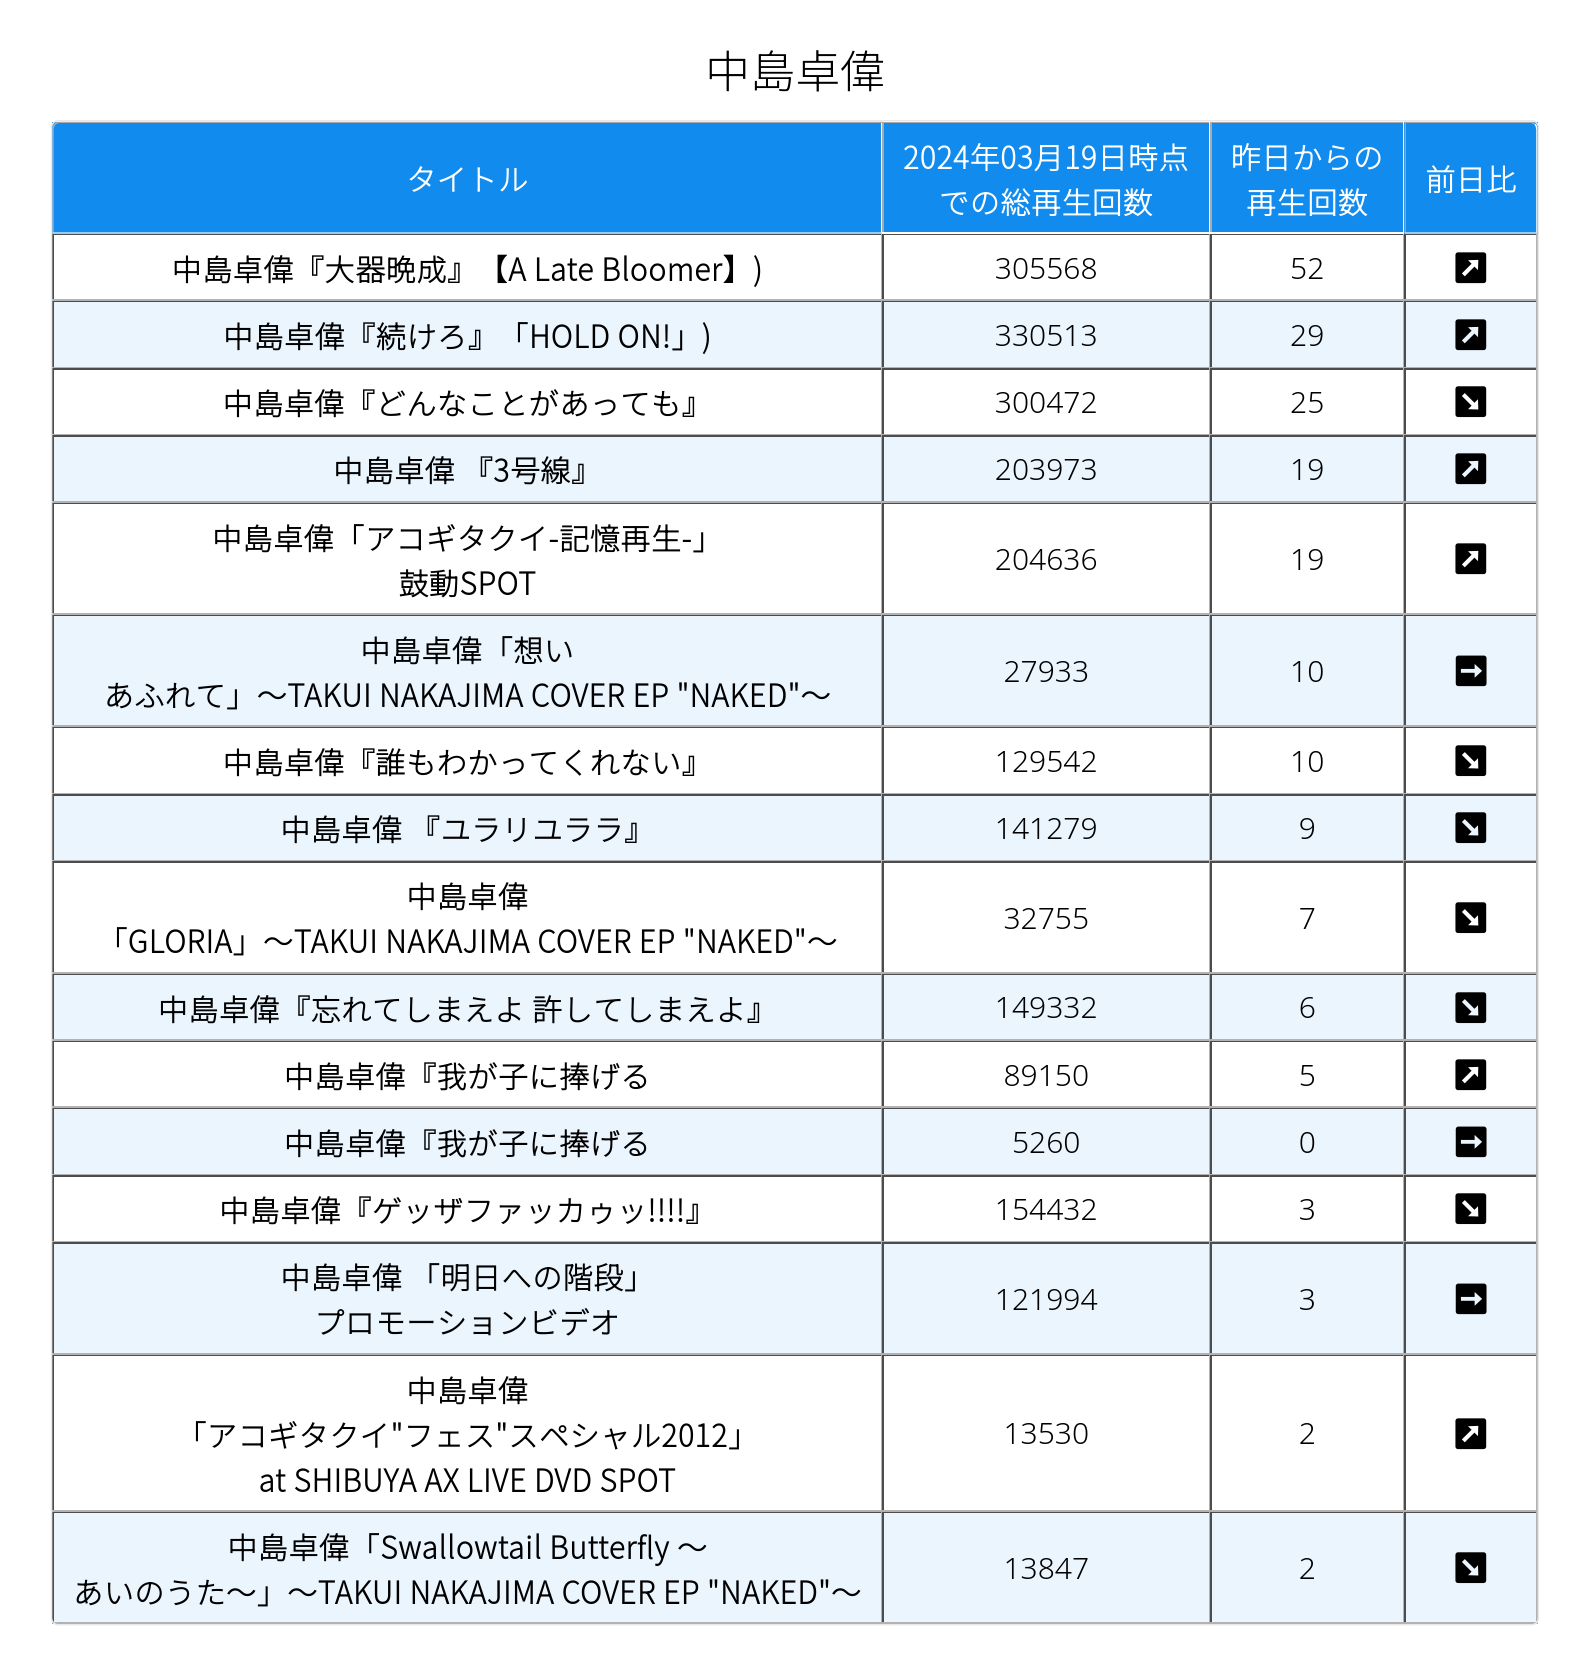 中島卓偉
タイトル
2024年03月19日時点
での総再生回数
昨日からの
再生回数
前日比
中島卓偉『大器晩成』【A Late Bloomer】)
305568
52
↗
中島卓偉『続けろ』「HOLD ON!」)
330513
29
↗
中島卓偉『どんなことがあっても』
300472
25
↘
中島卓偉 『3号線』
203973
19
↗
中島卓偉「アコギタクイ-記憶再生-」
鼓動SPOT
204636
19
↗
中島卓偉「想い
あふれて」～TAKUI NAKAJIMA COVER EP "NAKED"～
27933
10
→
中島卓偉『誰もわかってくれない』
129542
10
↘
中島卓偉 『ユラリユララ』
141279
9
↘
中島卓偉
「GLORIA」～TAKUI NAKAJIMA COVER EP "NAKED"～
32755
7
↘
中島卓偉『忘れてしまえよ 許してしまえよ』
149332
6
↘
中島卓偉『我が子に捧げる
89150
5
↗
中島卓偉『我が子に捧げる
5260
0
→
中島卓偉『ゲッザファッカゥッ!!!!』
154432
3
↘
中島卓偉 「明日への階段」
プロモーションビデオ
121994
3
→
中島卓偉
「アコギタクイ"フェス"スペシャル2012」
at SHIBUYA AX LIVE DVD SPOT
13530
2
↗
中島卓偉「Swallowtail Butterfly ～
あいのうた～」～TAKUI NAKAJIMA COVER EP "NAKED"～
13847
2
↘